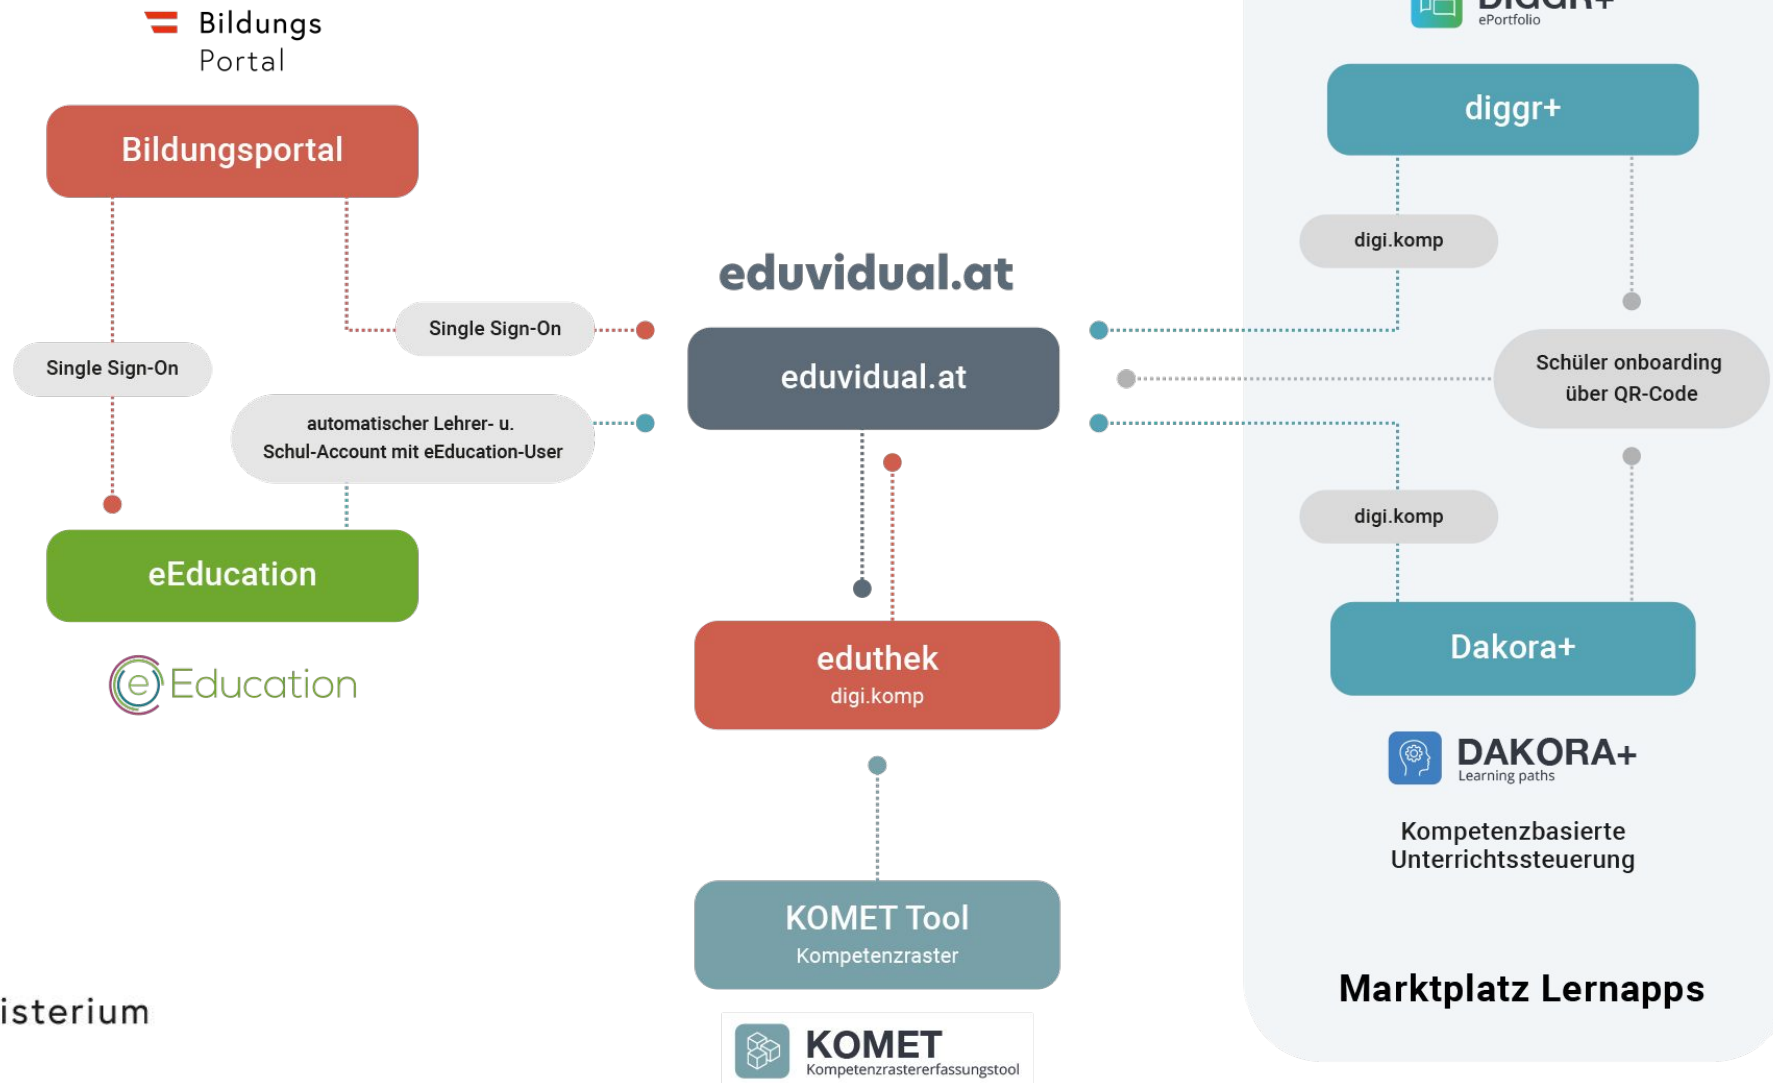 Bildungs
Portal
Bildungsportal
Single Sign-On
Single Sign-On
automatischer Lehrer- u.
Schul-Account mit eEducation-User
eEducation
e Education
isterium
eduvidual.at
eduvidual.at
eduthek
digi.komp
KOMET Tool
Kompetenzraster
KOMET
Kompetenzrastererfassungstool
DIGGR+
ePortfolio
diggr+
digi.komp
Schüler onboarding
über QR-Code
digi.komp
Dakora+
DAKORA+
Learning paths
Kompetenzbasierte
Unterrichtssteuerung
Marktplatz Lernapps